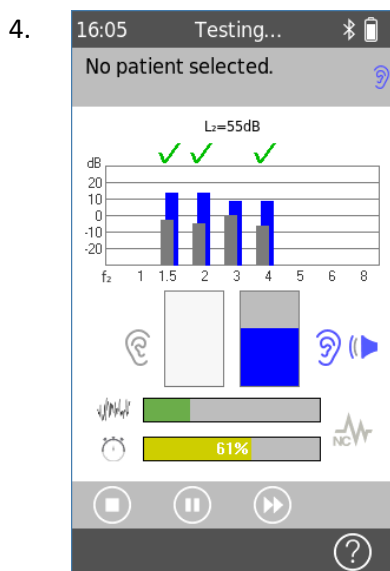 4.
16:05 Testing...
No patient selected.
L₂=55dB
dB
20
10
0
-10
-20
f₂ 1 1.5 2 3 4 5 6 8
NC
61%
?